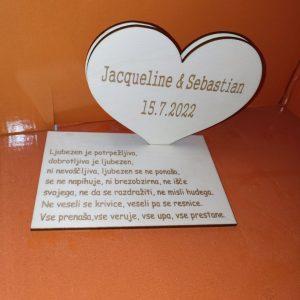 Jacqueline & Sebastian
15.7.2022
Ljubezen je potrpežljiva,
dobrotljiva je ljubezen,
ni nevoščljiva, ljubezen se ne ponaša,
se ne napihuje, ni brezobzirna, ne išče
svojega, ne da se razdražiti, ne misli hudega.
Ne veseli se krivice, veseli pa se resnice.
Vse prenaša,vse veruje, vse upa, vse prestane.